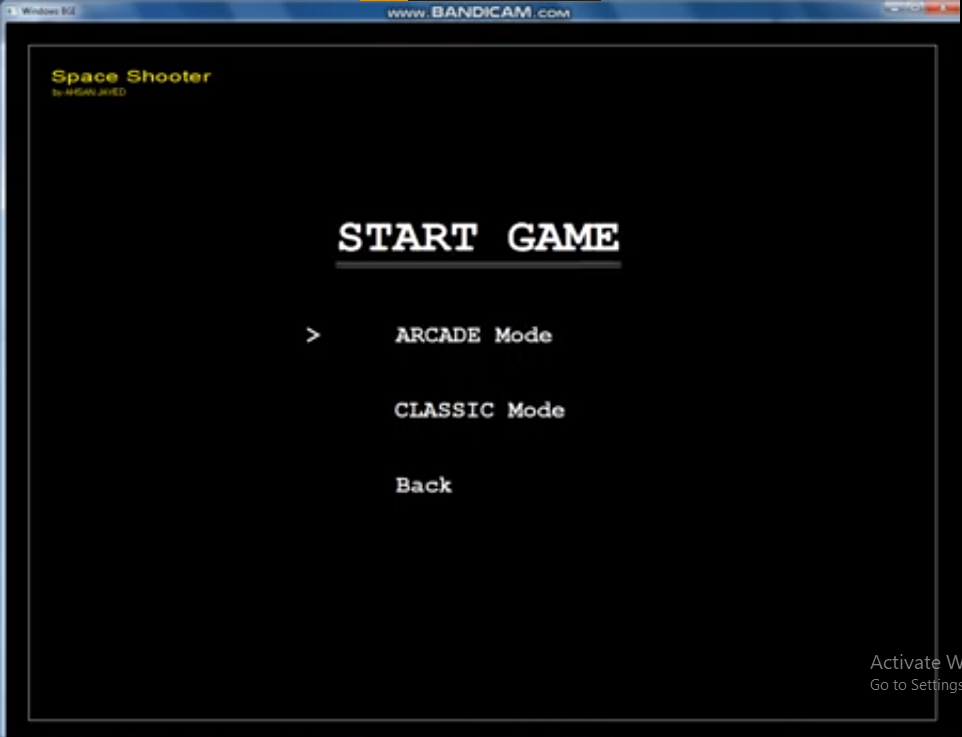 Windows BGI
www.BANDICAM.com
Space Shooter
by AHSAN JAVED
START GAME
> ARCADE Mode
CLASSIC Mode
Back
Activate W
Go to Settings